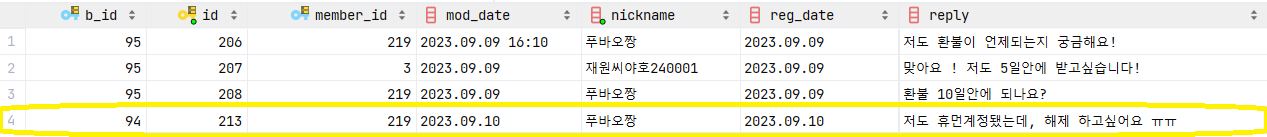 b_id id member_id mod_date nickname reg_date reply
1 95 206 219 2023.09.09 16:10 푸바오짱 2023.09.09 저도 환불이 언제되는지 궁금해요!
2 95 207 3 2023.09.09 재원씨야호240001 2023.09.09 맞아요 ! 저도 5일안에 받고싶습니다!
3 95 208 219 2023.09.09 푸바오짱 2023.09.09 환불 10일안에 되나요?
4 94 213 219 2023.09.10 푸바오짱 2023.09.10 저도 휴먼계정됐는데, 해제 하고싶어요 ㅠㅠ